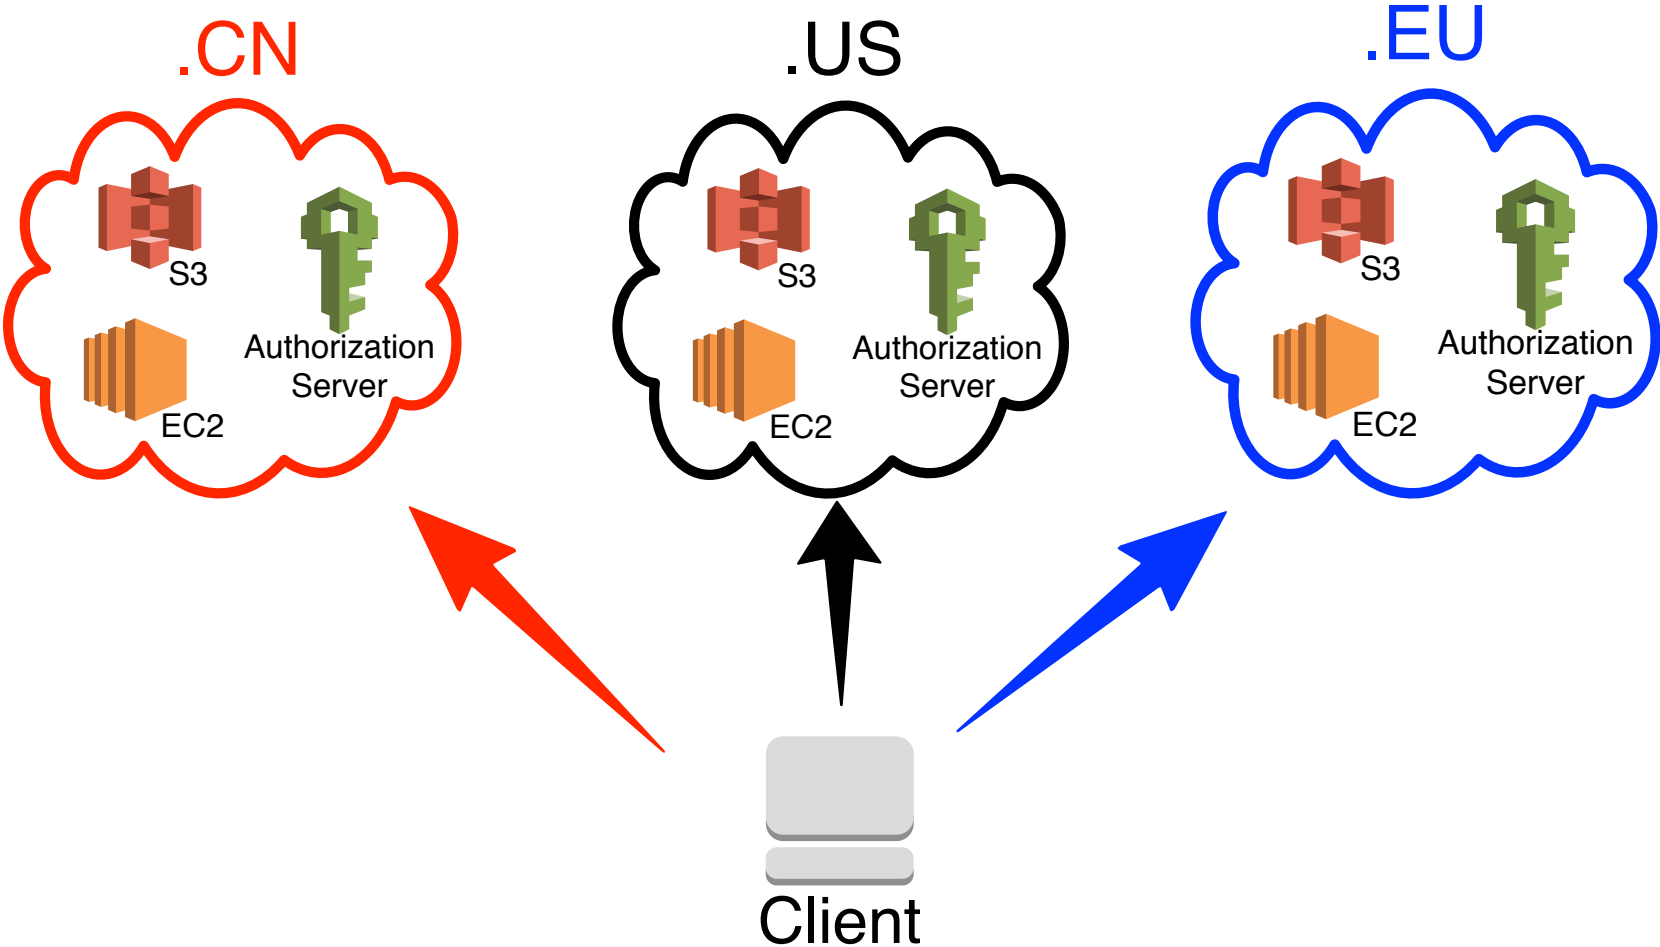 .CN
.US
.EU
S3
Authorization
Server
EC2
S3
Authorization
Server
EC2
S3
Authorization
Server
EC2
Client